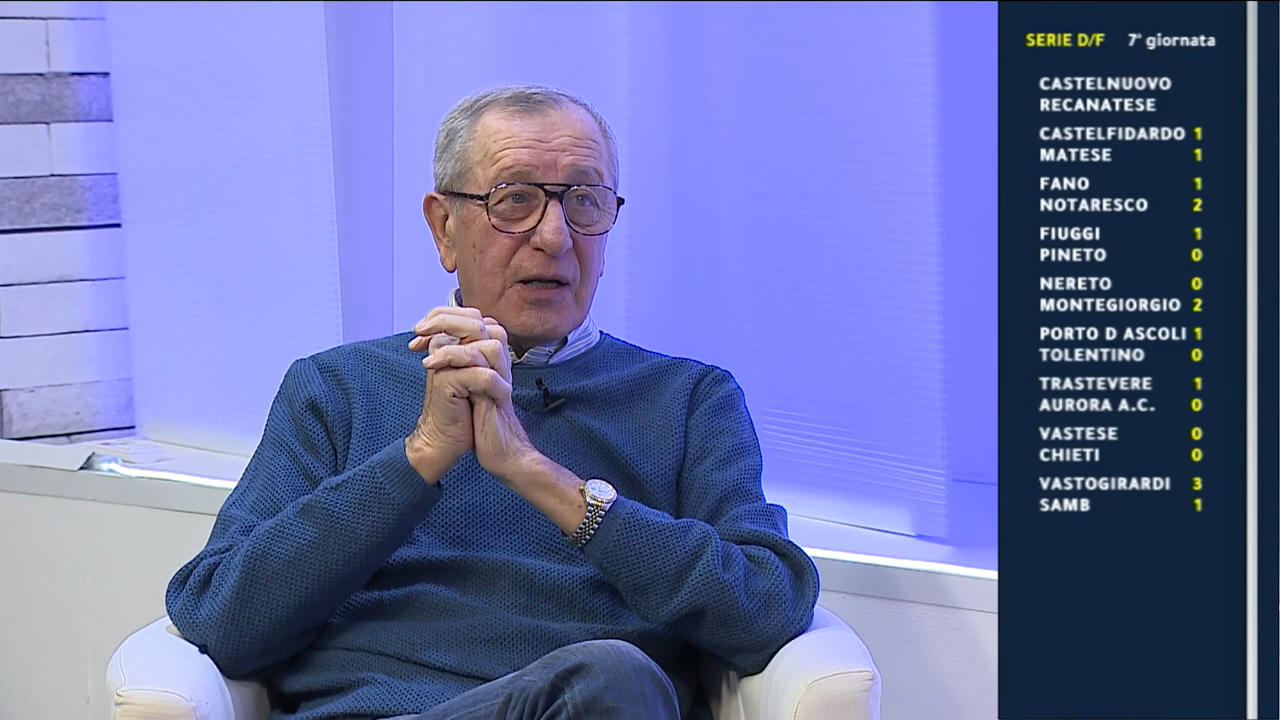 SERIE D/F 7ª giornata
CASTELNUOVO
RECANATESE
CASTELFIDARDO 1
MATESE 1
FANO 1
NOTARESCO 2
FIUGGI 1
PINETO 0
NERETO 0
MONTEGIORGIO 2
PORTO D ASCOLI 1
TOLENTINO 0
TRASTEVERE 1
AURORA A.C. 0
VASTESE 0
CHIETI 0
VASTOGIRARDI 3
SAMB 1